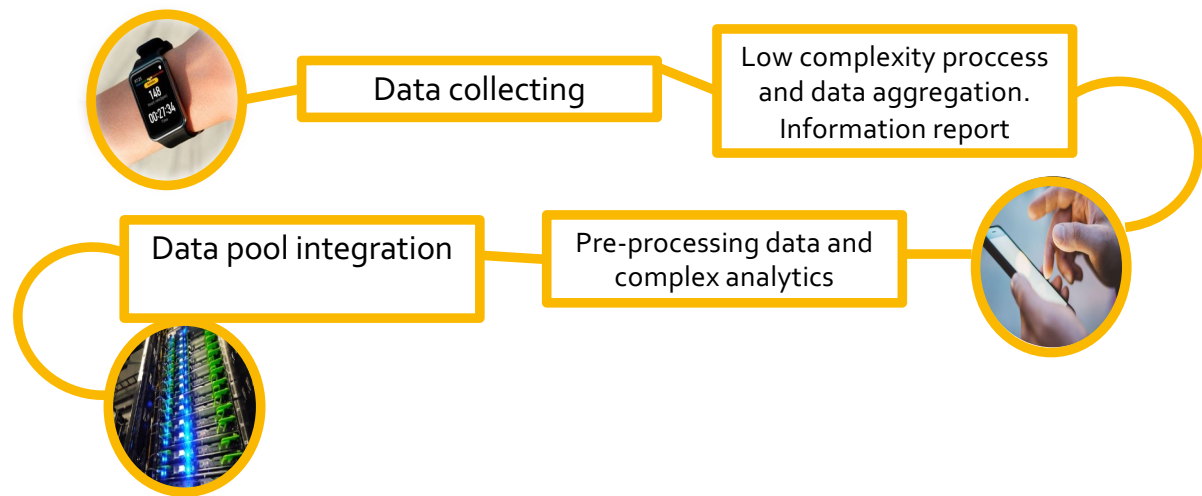 148
00:27:34
Data collecting
Low complexity proccess
and data aggregation.
Information report
Pre-processing data and
complex analytics
Data pool integration